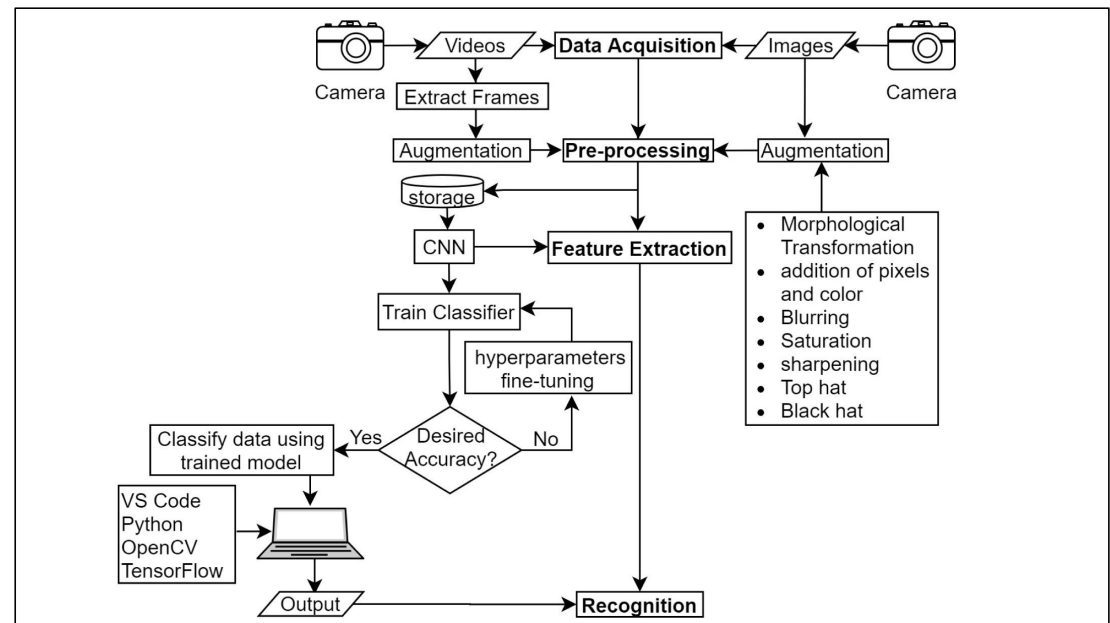 Videos
Data Acquisition
Images
Camera
Camera
Extract Frames
Augmentation
Pre-processing
Augmentation
storage
CNN
Feature Extraction
• Morphological
Transformation
• addition of pixels
and color
• Blurring
• Saturation
• sharpening
• Top hat
• Black hat
Train Classifier
hyperparameters
fine-tuning
Desired
Accuracy?
Yes
No
Classify data using
trained model
VS Code
Python
OpenCV
TensorFlow
Output
Recognition